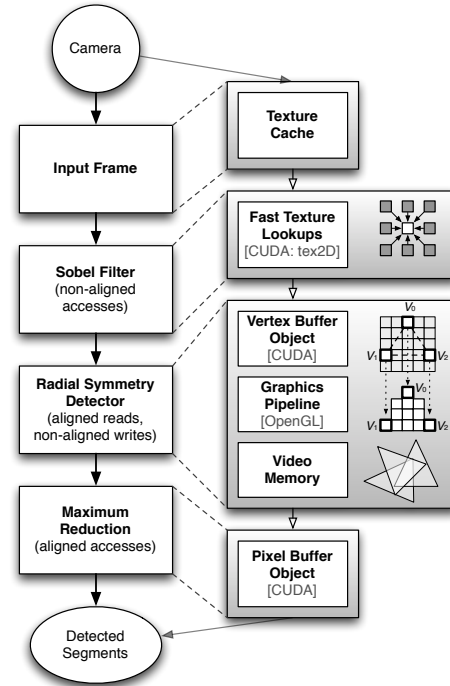 Camera
Input Frame
Sobel Filter
(non-aligned
accesses)
Radial Symmetry
Detector
(aligned reads,
non-aligned writes)
Maximum
Reduction
(aligned accesses)
Detected
Segments
Texture
Cache
Fast Texture
Lookups
[CUDA: tex2D]
Vertex Buffer
Object
[CUDA]
V₀
V₁ V₂
Graphics
Pipeline
[OpenGL]
V₀
V₁ V₂
Video
Memory
Pixel Buffer
Object
[CUDA]